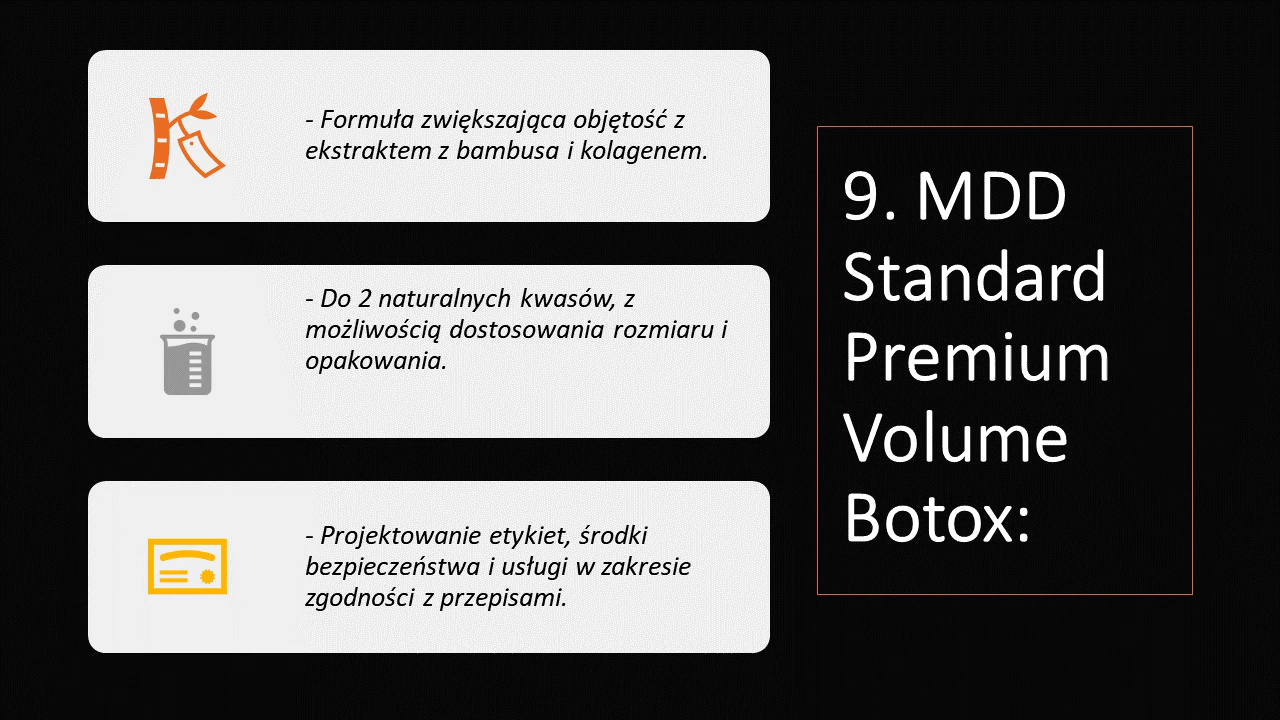 - Formuła zwiększająca objętość z
ekstraktem z bambusa i kolagenem.
- Do 2 naturalnych kwasów, z
możliwością dostosowania rozmiaru i
opakowania.
- Projektowanie etykiet, środki
bezpieczeństwa i usługi w zakresie
zgodności z przepisami.
9. MDD
Standard
Premium
Volume
Botox: